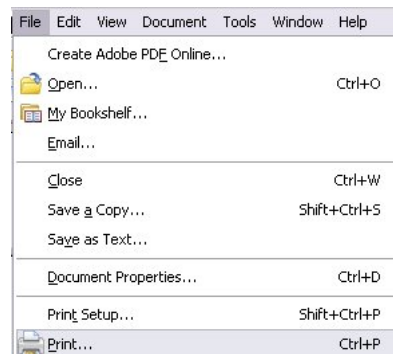 File Edit View Document Tools Window Help
Create Adobe PDF Online...
Open... Ctrl+O
My Bookshelf...
Email...
Close Ctrl+W
Save a Copy... Shift+Ctrl+S
Save as Text...
Document Properties... Ctrl+D
Print Setup... Shift+Ctrl+P
Print... Ctrl+P